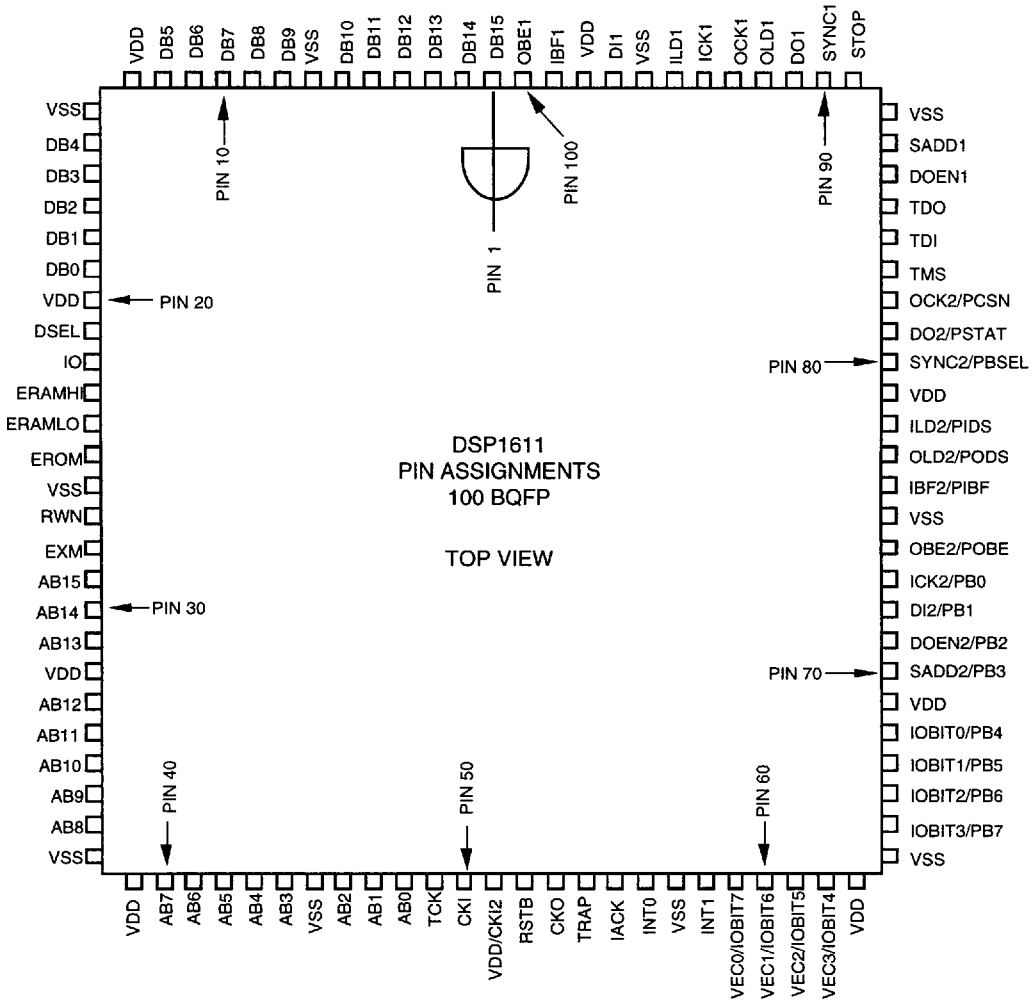 VDD
DB5
DB6
DB7
DB8
DB9
VSS
DB10
DB11
DB12
DB13
DB14
DB15
OBE1
IBF1
VDD
DI1
VSS
ILD1
ICK1
OCK1
OLD1
DO1
SYNC1
STOP
VSS
DB4
DB3
DB2
DB1
DB0
VDD
DSEL
IO
ERAMHI
ERAMLO
EROM
VSS
RWN
EXM
AB15
AB14
AB13
VDD
AB12
AB11
AB10
AB9
AB8
VSS
PIN 10
PIN 1
PIN 100
PIN 90
PIN 20
PIN 80
DSP1611
PIN ASSIGNMENTS
100 BQFP
TOP VIEW
PIN 30
PIN 70
PIN 40
PIN 50
PIN 60
VSS
SADD1
DOEN1
TDO
TDI
TMS
OCK2/PCSN
DO2/PSTAT
SYNC2/PBSEL
VDD
ILD2/PIDS
OLD2/PODS
IBF2/PIBF
VSS
OBE2/POBE
ICK2/PB0
DI2/PB1
DOEN2/PB2
SADD2/PB3
VDD
IOBIT0/PB4
IOBIT1/PB5
IOBIT2/PB6
IOBIT3/PB7
VSS
VDD
AB7
AB6
AB5
AB4
AB3
VSS
AB2
AB1
AB0
TCK
CKI
VDD/CKI2
RSTB
CKO
TRAP
IACK
INT0
VSS
INT1
VEC0/IOBIT7
VEC1/IOBIT6
VEC2/IOBIT5
VEC3/IOBIT4
VDD